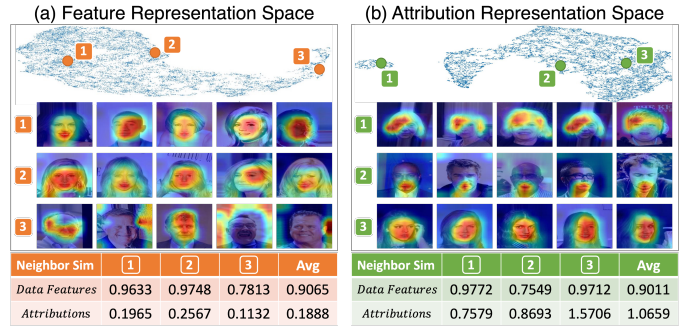 (a) Feature Representation Space
(b) Attribution Representation Space
1
2
3
1
2
3
1
2
3
1
2
3
Neighbor Sim 1 2 3 Avg
Data Features 0.9633 0.9748 0.7813 0.9065
Attributions 0.1965 0.2567 0.1132 0.1888
Neighbor Sim 1 2 3 Avg
Data Features 0.9772 0.7549 0.9712 0.9011
Attributions 0.7579 0.8693 1.5706 1.0659